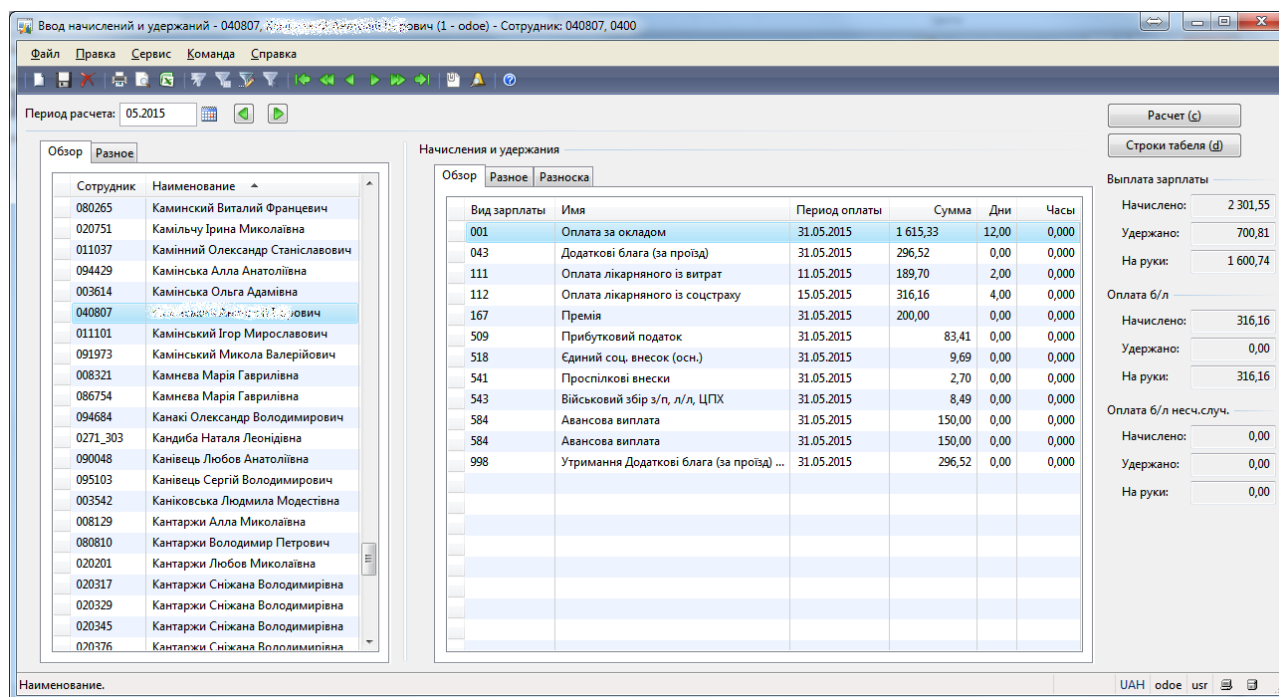 Ввод начислений и удержаний - 040807, рович (1 - odoe) - Сотрудник: 040807, 0400
Файл Правка Сервис Команда Справка
Период расчета: 05.2015
Расчет (c)
Строки табеля (d)
Обзор Разное
Сотрудник Наименование
080265 Каминский Виталий Францевич
020751 Камільчу Ірина Миколаївна
011037 Камінний Олександр Станіславович
094429 Камінська Алла Анатоліївна
003614 Камінська Ольга Адамівна
040807 ович
011101 Камінський Ігор Мирославович
091973 Камінський Микола Валерійович
008321 Камнєва Марія Гаврилівна
086754 Камнєва Марія Гаврилівна
094684 Канакі Олександр Володимирович
0271_303 Кандиба Наталя Леонідівна
090048 Канівець Любов Анатоліївна
095103 Канівець Сергій Володимирович
003542 Каніковська Людмила Модестівна
008129 Кантаржи Алла Миколаївна
080810 Кантаржи Володимир Петрович
020201 Кантаржи Любов Миколаївна
020317 Кантаржи Сніжана Володимирівна
020329 Кантаржи Сніжана Володимирівна
020345 Кантаржи Сніжана Володимирівна
020376 Кантаржи Сніжана Володимирівна
Начисления и удержания
Обзор Разное Разноска
Вид зарплаты Имя Период оплаты Сумма Дни Часы
001 Оплата за окладом 31.05.2015 1 615,33 12,00 0,000
043 Додаткові блага (за проїзд) 31.05.2015 296,52 0,00 0,000
111 Оплата лікарняного із витрат 11.05.2015 189,70 2,00 0,000
112 Оплата лікарняного із соцстраху 15.05.2015 316,16 4,00 0,000
167 Премія 31.05.2015 200,00 0,00 0,000
509 Прибутковий податок 31.05.2015 83,41 0,00 0,000
518 Єдиний соц. внесок (осн.) 31.05.2015 9,69 0,00 0,000
541 Проспілкові внески 31.05.2015 2,70 0,00 0,000
543 Військовий збір з/п, л/л, ЦПХ 31.05.2015 8,49 0,00 0,000
584 Авансова виплата 31.05.2015 150,00 0,00 0,000
584 Авансова виплата 31.05.2015 150,00 0,00 0,000
998 Утримання Додаткові блага (за проїзд) ... 31.05.2015 296,52 0,00 0,000
Выплата зарплаты
Начислено: 2 301,55
Удержано: 700,81
На руки: 1 600,74
Оплата б/л
Начислено: 316,16
Удержано: 0,00
На руки: 316,16
Оплата б/л несч.случ.
Начислено: 0,00
Удержано: 0,00
На руки: 0,00
Наименование.
UAH odoe usr